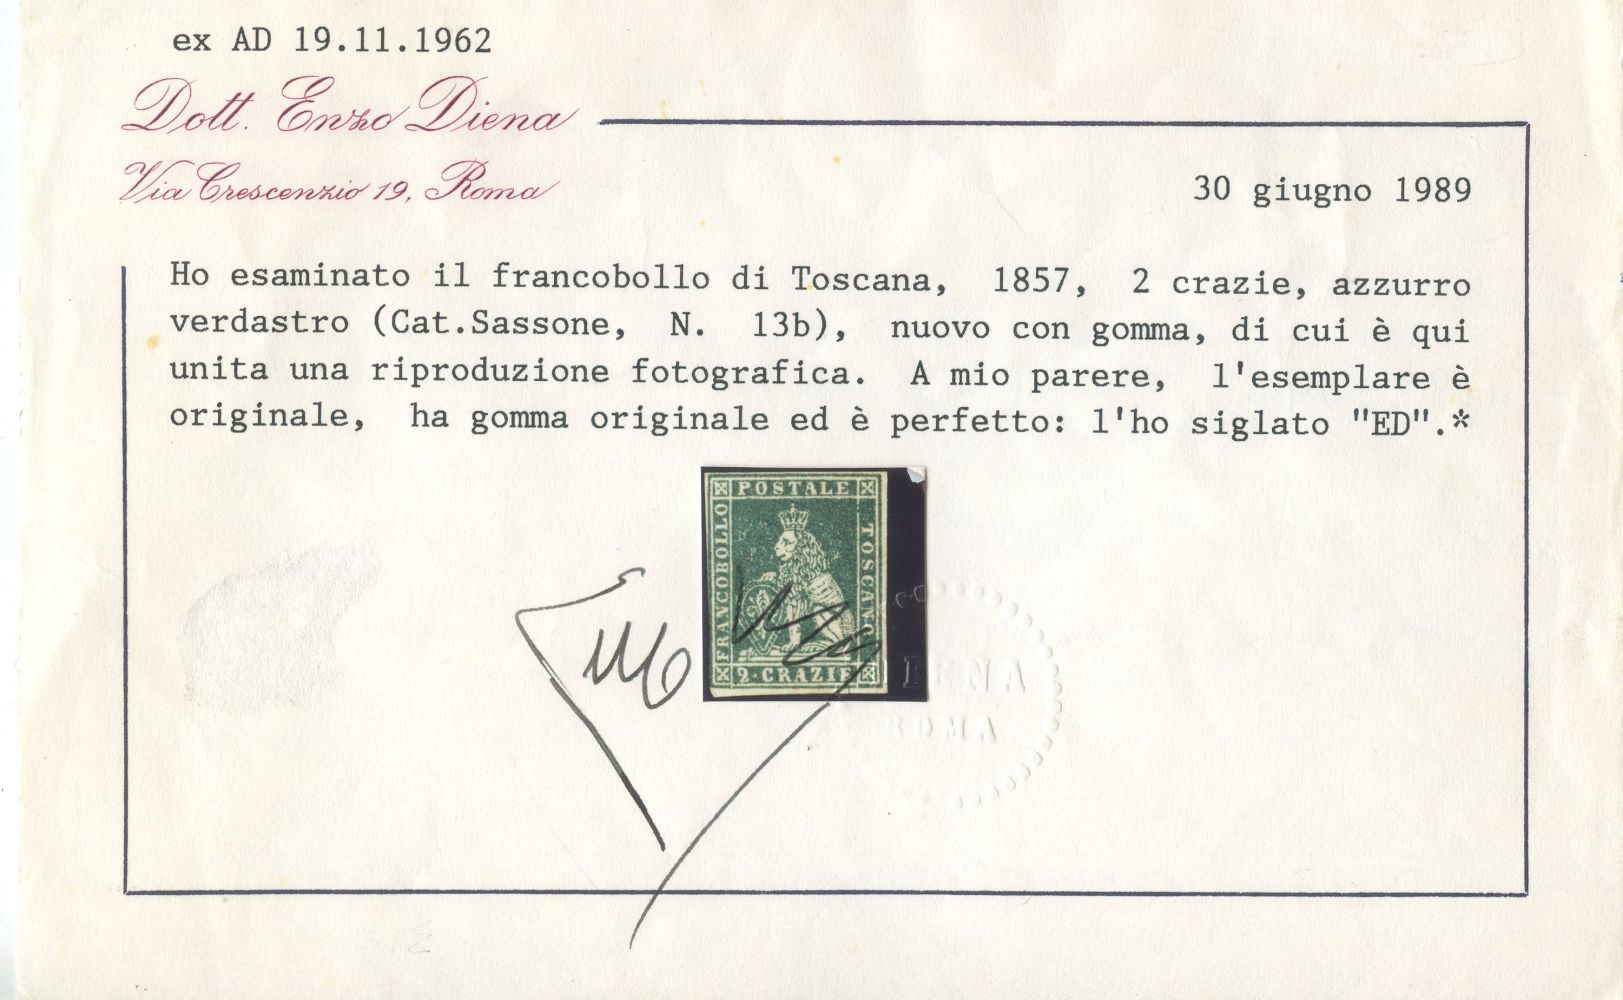 ex AD 19.11.1962
Dott. Enzo Diena
Via Crescenzio 19, Roma
30 giugno 1989
Ho esaminato il francobollo di Toscana, 1857, 2 crazie, azzurro
verdastro (Cat.Sassone, N. 13b), nuovo con gomma, di cui è qui
unita una riproduzione fotografica. A mio parere, l'esemplare è
originale, ha gomma originale ed è perfetto: l'ho siglato "ED".*
POSTALE
FRANCOBOLLO
TOSCANO
2·CRAZIE
DIENA
ROMA